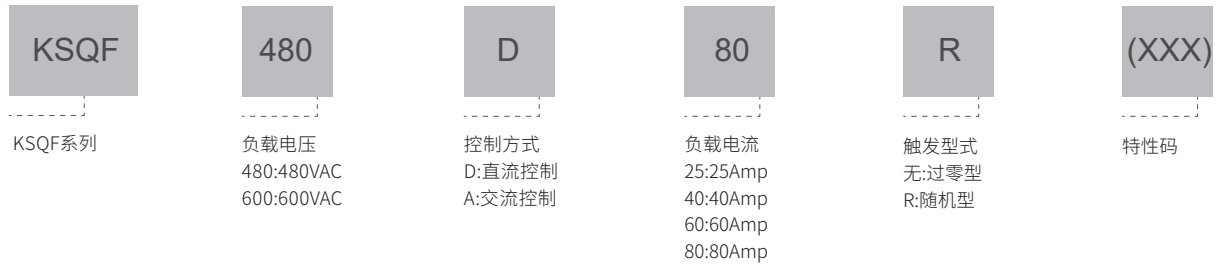 KSQF 480 D 80 R (XXX)
KSQF系列
负载电压
480:480VAC
600:600VAC
控制方式
D:直流控制
A:交流控制
负载电流
25:25Amp
40:40Amp
60:60Amp
80:80Amp
触发型式
无:过零型
R:随机型
特性码